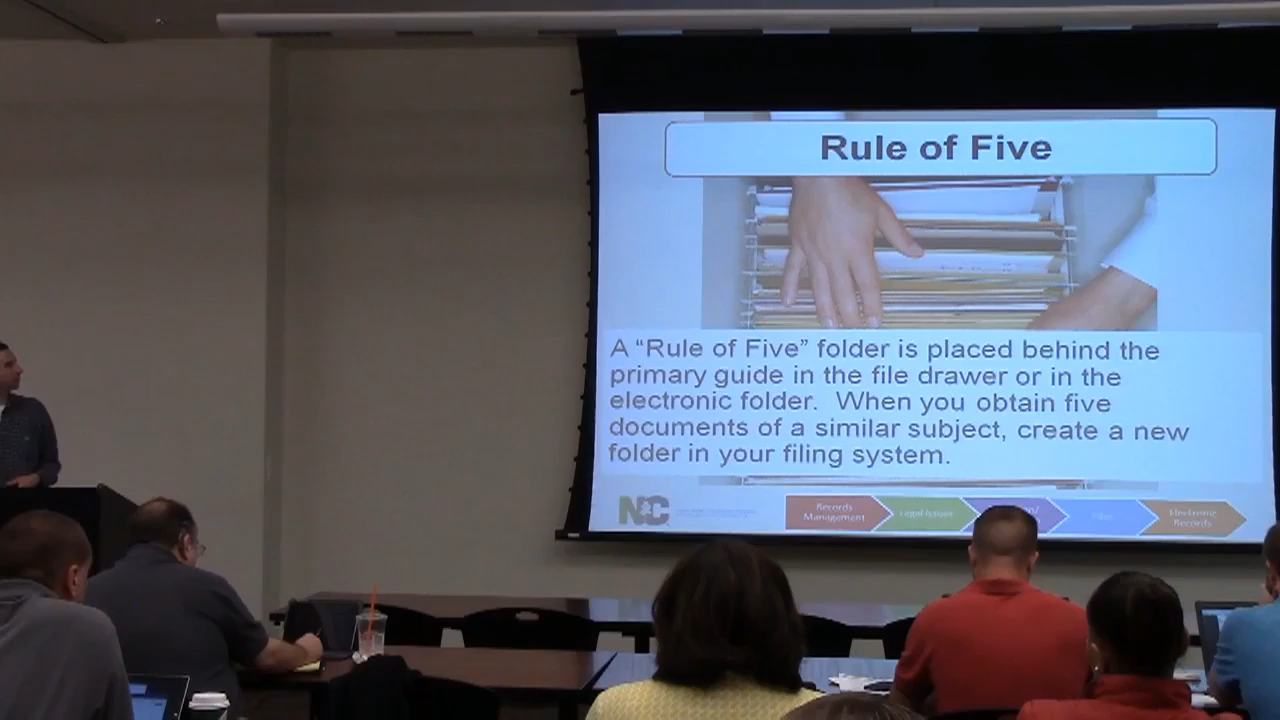 Rule of Five
A “Rule of Five” folder is placed behind the
primary guide in the file drawer or in the
electronic folder.  When you obtain five
documents of a similar subject, create a new
folder in your filing system.
N&C
Records
Management
Legal Issues
Files
Electronic
Records